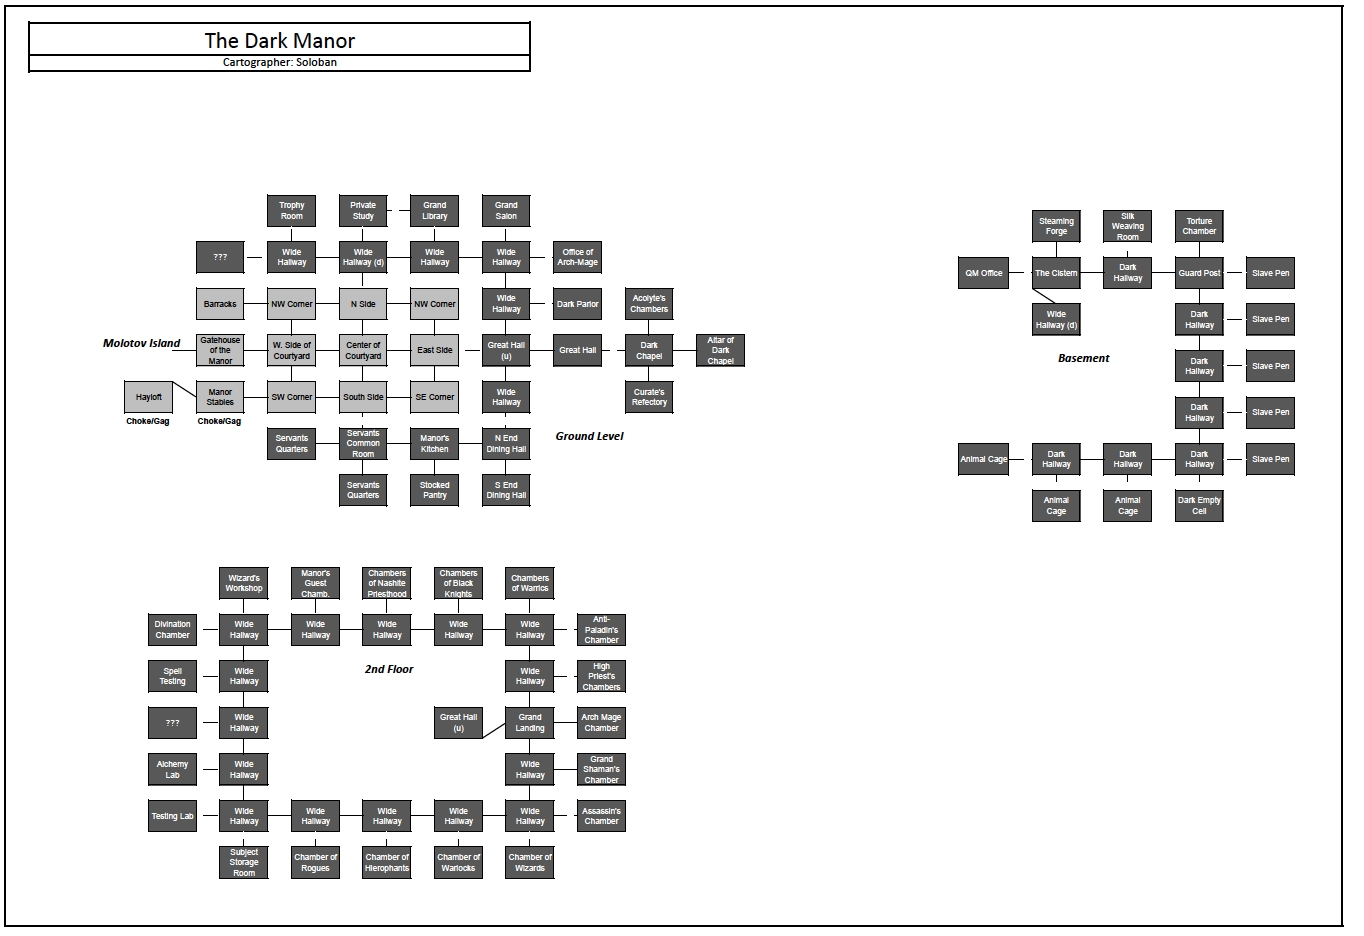 The Dark Manor
Cartographer: Soloban
Trophy
Room
Private
Study
Grand
Library
Grand
Salon
???
Wide
Hallway
Wide
Hallway (d)
Wide
Hallway
Wide
Hallway
Office of
Arch-Mage
Barracks
NW Corner
N Side
NW Corner
Wide
Hallway
Dark Parlor
Acolyte's
Chambers
Molotov Island
Gatehouse
of the
Manor
W. Side of
Courtyard
Center of
Courtyard
East Side
Great Hall
(u)
Great Hall
Dark
Chapel
Altar of
Dark
Chapel
Hayloft
Manor
Stables
SW Corner
South Side
SE Corner
Wide
Hallway
Curate's
Refectory
Choke/Gag
Choke/Gag
Servants
Quarters
Servants
Common
Room
Manor's
Kitchen
N End
Dining Hall
Ground Level
Servants
Quarters
Stocked
Pantry
S End
Dining Hall
Steaming
Forge
Silk
Weaving
Room
Torture
Chamber
QM Office
The Cistern
Dark
Hallway
Guard Post
Slave Pen
Wide
Hallway (d)
Dark
Hallway
Slave Pen
Basement
Dark
Hallway
Slave Pen
Dark
Hallway
Slave Pen
Animal Cage
Dark
Hallway
Dark
Hallway
Dark
Hallway
Slave Pen
Animal
Cage
Animal
Cage
Dark Empty
Cell
Wizard's
Workshop
Manor's
Guest
Chamb.
Chambers
of Nashite
Priesthood
Chambers
of Black
Knights
Chambers
of Warrics
Divination
Chamber
Wide
Hallway
Wide
Hallway
Wide
Hallway
Wide
Hallway
Wide
Hallway
Anti-
Paladin's
Chamber
Spell
Testing
Wide
Hallway
2nd Floor
Wide
Hallway
High
Priest's
Chambers
???
Wide
Hallway
Great Hall
(u)
Grand
Landing
Arch Mage
Chamber
Alchemy
Lab
Wide
Hallway
Wide
Hallway
Grand
Shaman's
Chamber
Testing Lab
Wide
Hallway
Wide
Hallway
Wide
Hallway
Wide
Hallway
Wide
Hallway
Assassin's
Chamber
Subject
Storage
Room
Chamber of
Rogues
Chamber of
Hierophants
Chamber of
Warlocks
Chamber of
Wizards